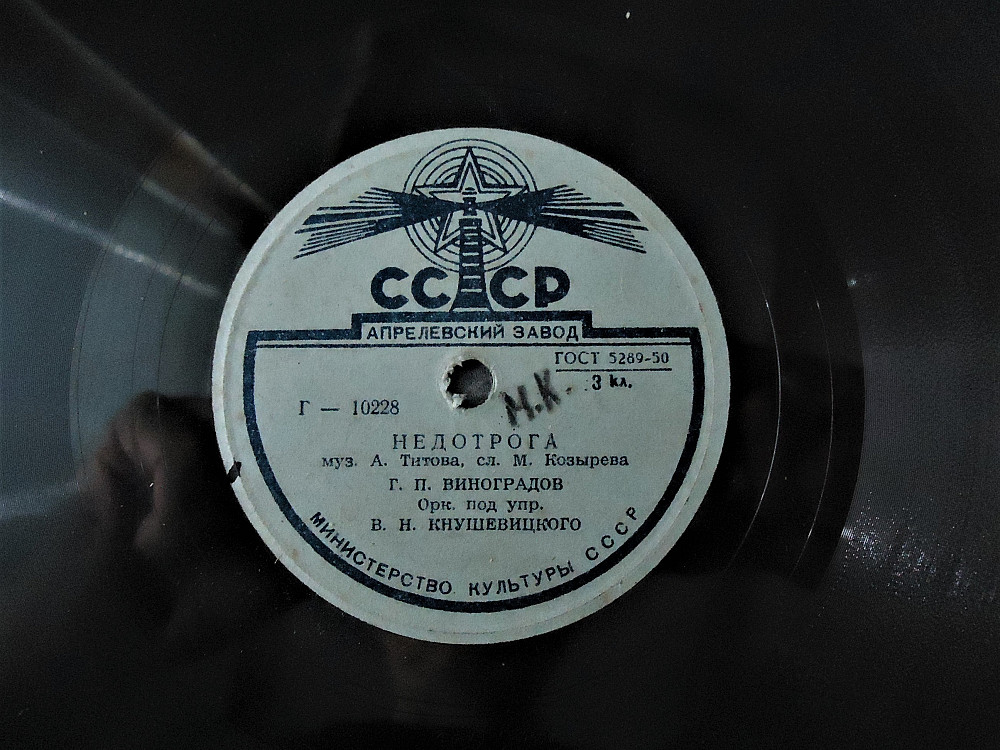 СССР
АПРЕЛЕВСКИЙ ЗАВОД
ГОСТ 5289-50
3 кл.
М.К.
Г — 10228
НЕДОТРОГА
муз. А. Титова, сл. М. Козырева
Г. П. ВИНОГРАДОВ
Орк. под упр.
В. Н. КНУШЕВИЦКОГО
МИНИСТЕРСТВО КУЛЬТУРЫ СССР